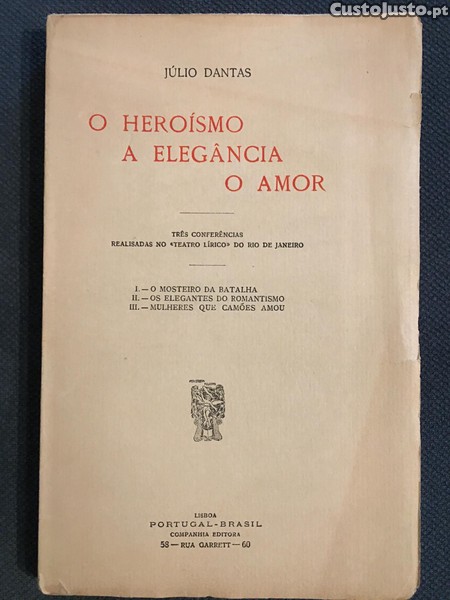 CustoJusto.pt
JÚLIO DANTAS
O HEROÍSMO
A ELEGÂNCIA
O AMOR
TRÊS CONFERÊNCIAS
REALISADAS NO «TEATRO LÍRICO» DO RIO DE JANEIRO
I. — O MOSTEIRO DA BATALHA
II. — OS ELEGANTES DO ROMANTISMO
III. — MULHERES QUE CAMÕES AMOU
LISBOA
PORTUGAL-BRASIL
COMPANHIA EDITORA
58 — RUA GARRETT — 60